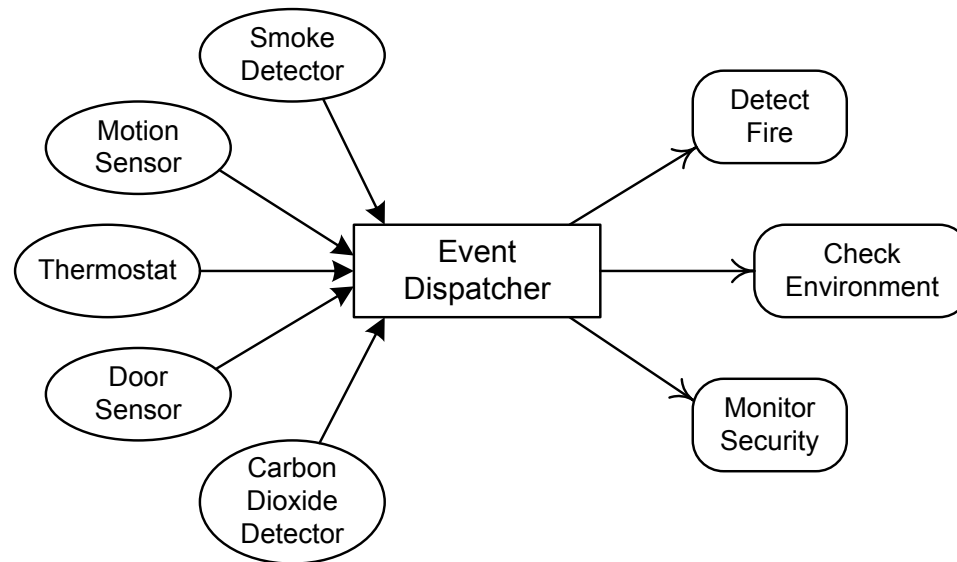 Smoke
Detector
Motion
Sensor
Thermostat
Door
Sensor
Carbon
Dioxide
Detector
Event
Dispatcher
Detect
Fire
Check
Environment
Monitor
Security